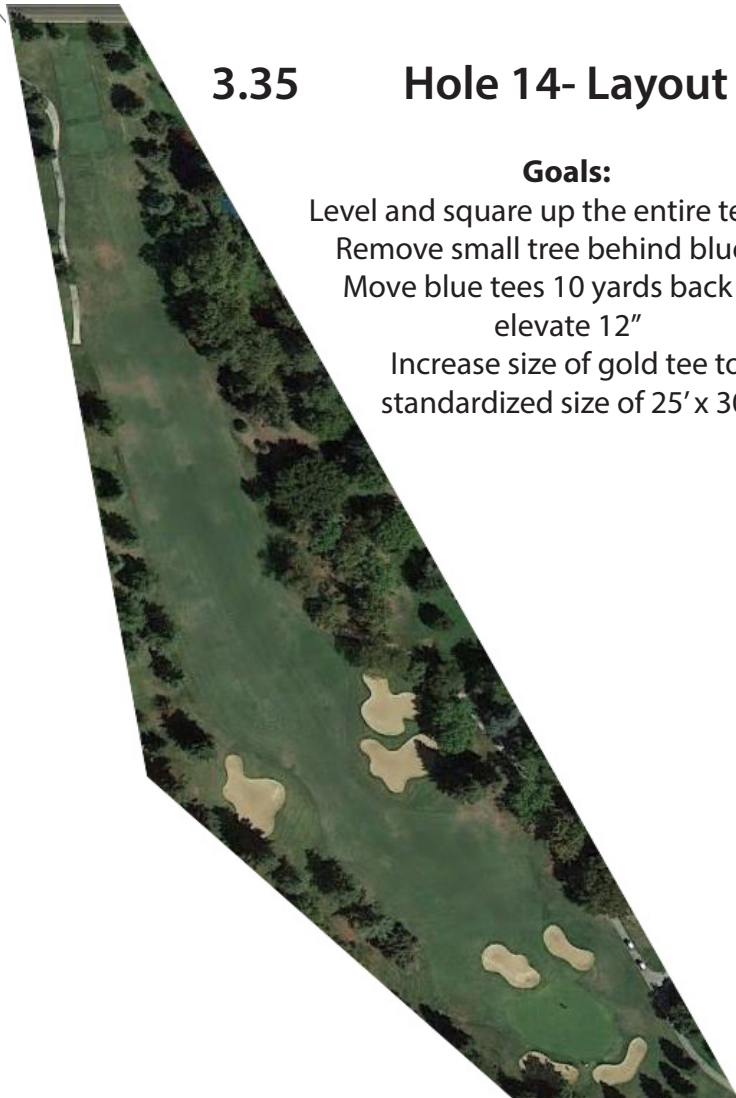 3.35 Hole 14- Layout
Goals:
Level and square up the entire
Remove small tree behind
Move blue tees 10 yards back
elevate 12”
Increase size of gold tee
standardized size of 25’ x